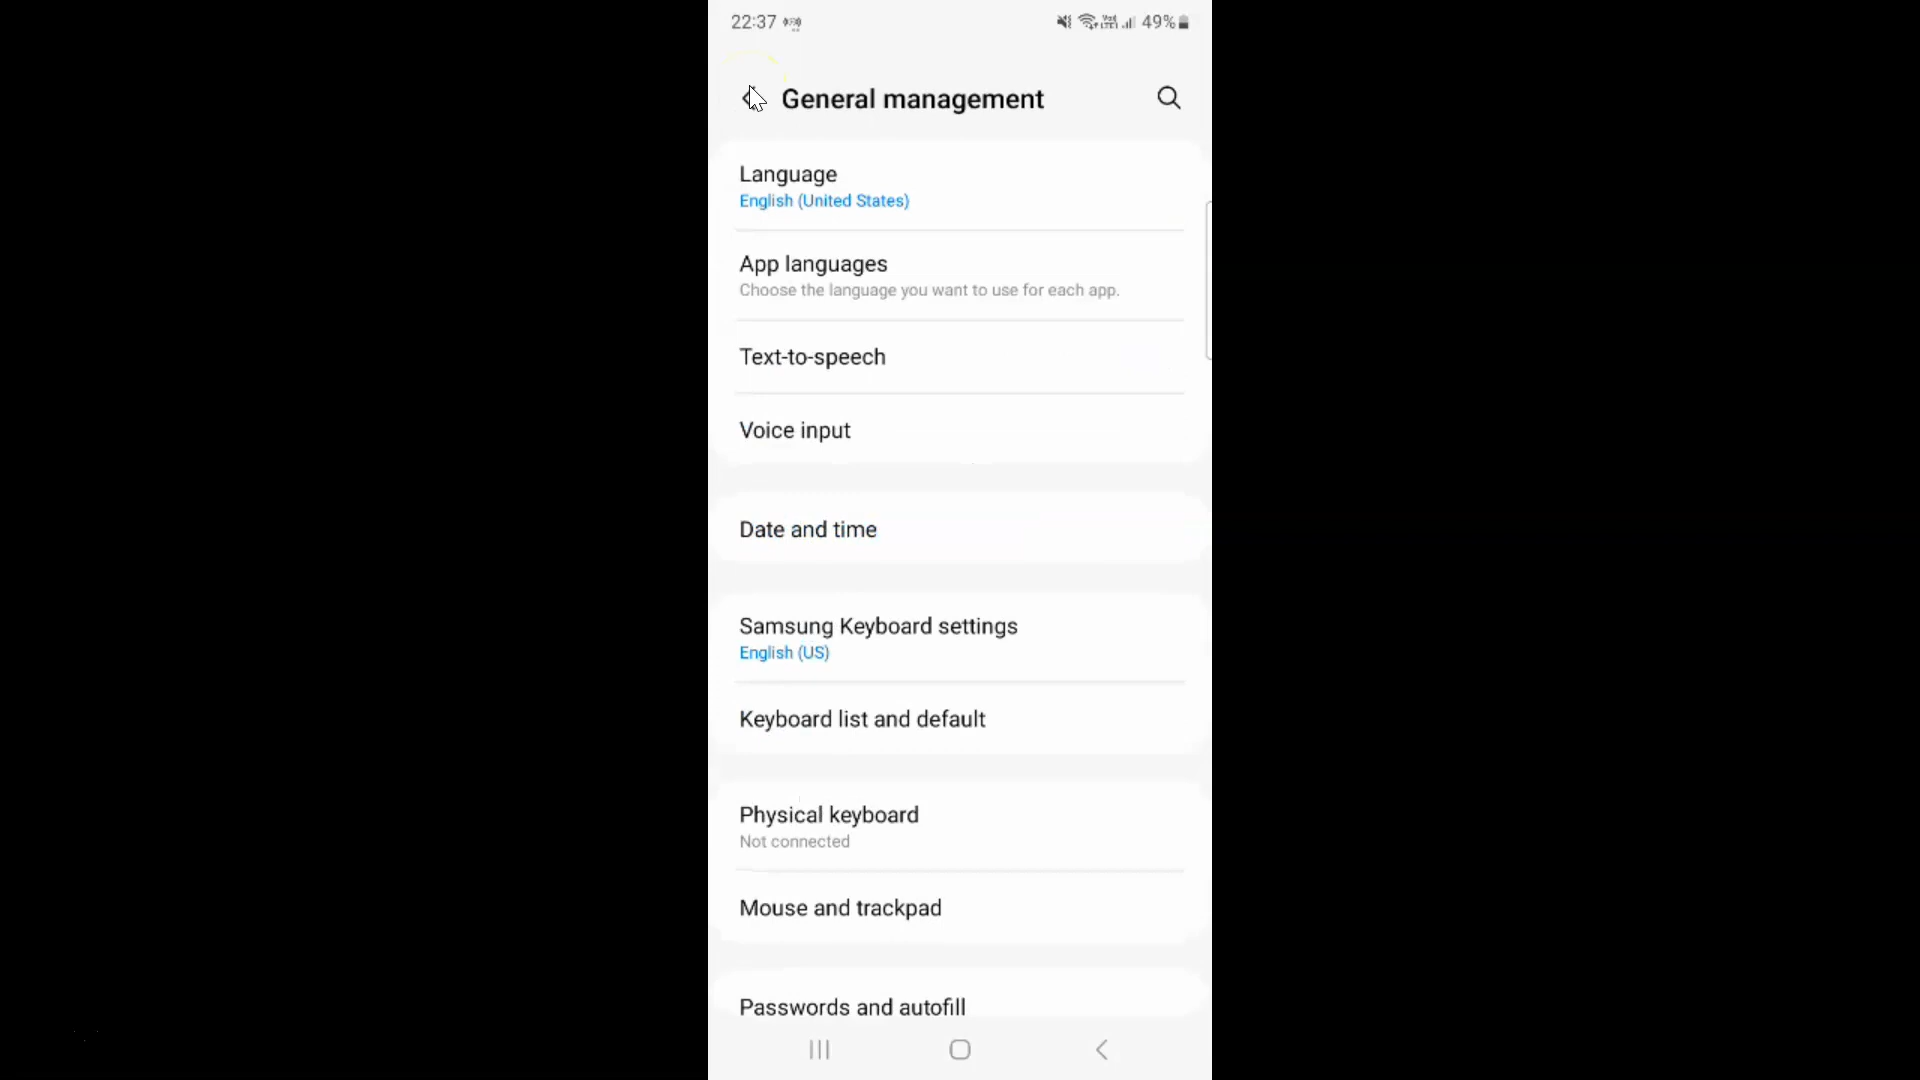 22:37
49%
General management
Language
English (United States)
App languages
Choose the language you want to use for each app.
Text-to-speech
Voice input
Date and time
Samsung Keyboard settings
English (US)
Keyboard list and default
Physical keyboard
Not connected
Mouse and trackpad
Passwords and autofill